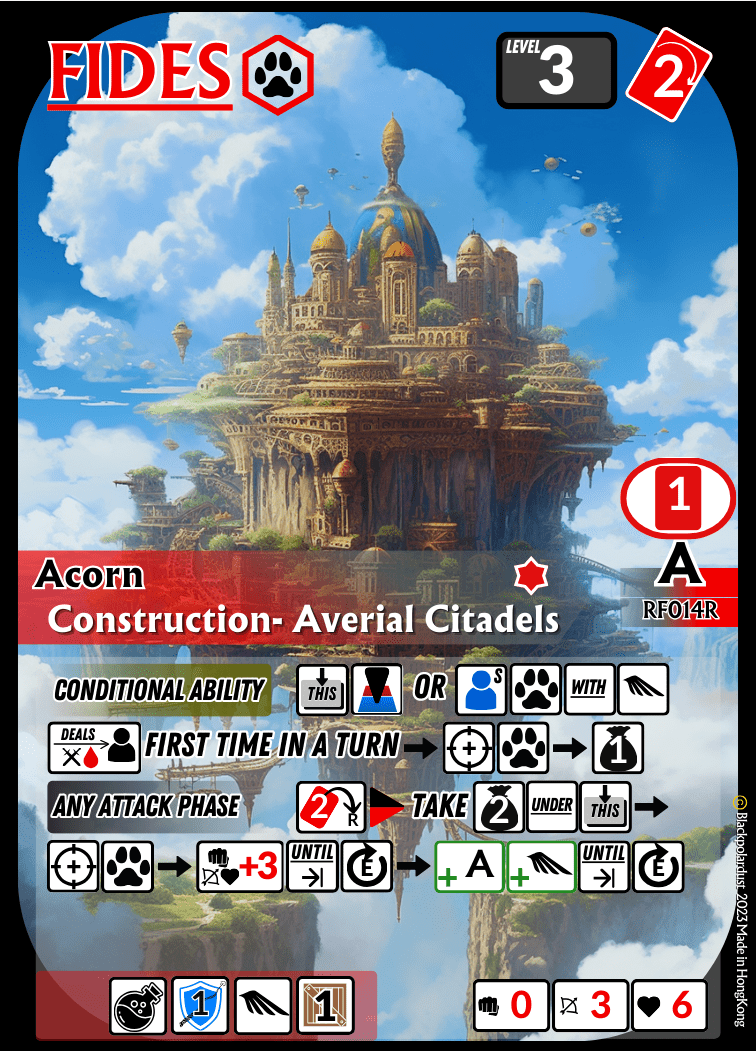 FIDES
LEVEL 3
2
1
A
RF014R
Acorn
Construction- Averial Citadels
CONDITIONAL ABILITY THIS OR S WITH
DEALS FIRST TIME IN A TURN 1
ANY ATTACK PHASE 2 R TAKE 2 UNDER THIS
+3 UNTIL E + A + UNTIL E
1 1 0 3 6
© Blackpolardust 2023 Made in HongKong